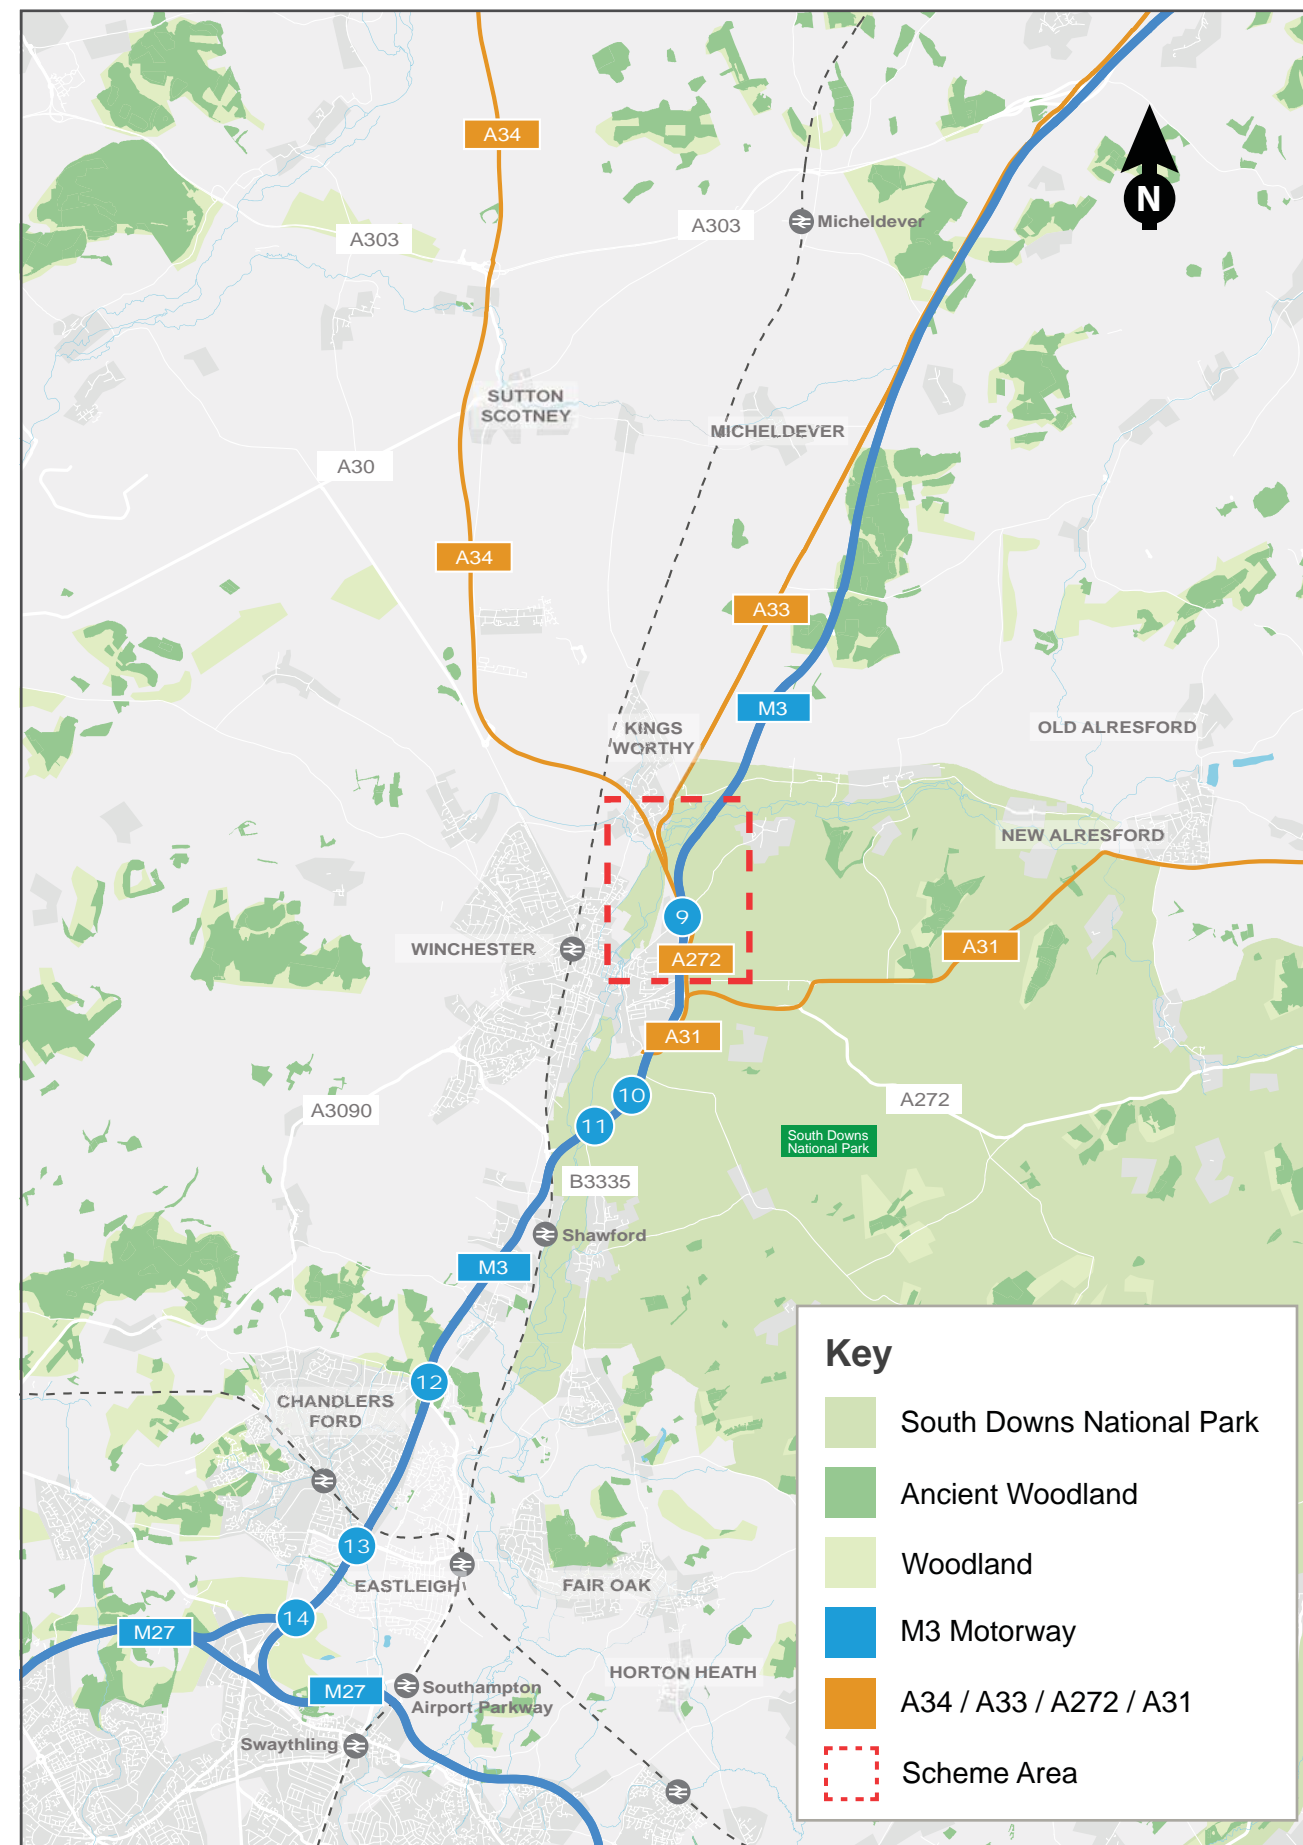 A34
N
A303
A303
Micheldever
SUTTON
SCOTNEY
MICHELDEVER
A30
A34
A33
M3
KINGS
WORTHY
OLD ALRESFORD
NEW ALRESFORD
9
WINCHESTER
A272
A31
A31
10
A272
A3090
11
South Downs
National Park
B3335
Shawford
M3
12
CHANDLERS
FORD
13
EASTLEIGH
FAIR OAK
14
M27
HORTON HEATH
M27
Southampton
Airport Parkway
Swaythling
Key
South Downs National Park
Ancient Woodland
Woodland
M3 Motorway
A34 / A33 / A272 / A31
Scheme Area